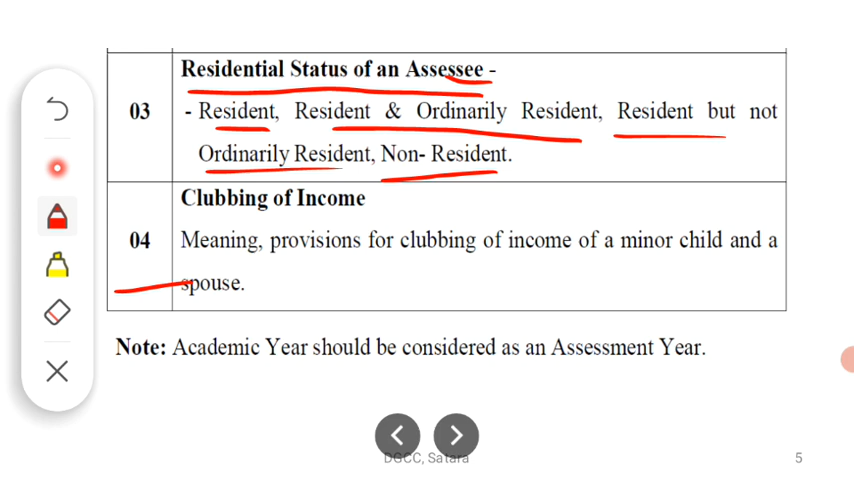 Residential Status of an Assessee -
03
- Resident, Resident & Ordinarily Resident, Resident but not
Ordinarily Resident, Non- Resident.
Clubbing of Income
04
Meaning, provisions for clubbing of income of a minor child and a
spouse.
Note: Academic Year should be considered as an Assessment Year.
DGCC, Satara
5